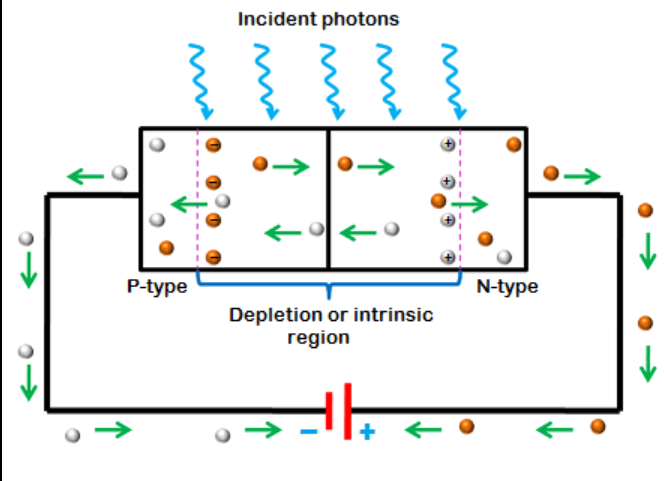 Incident photons
P-type
N-type
Depletion or intrinsic
region
− +